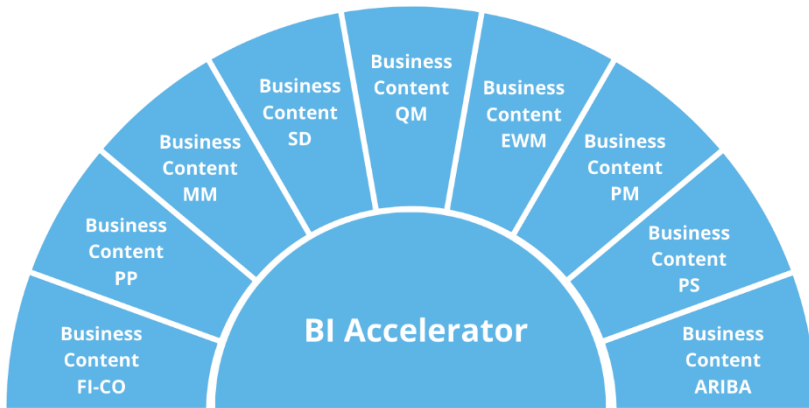 Business
Content
FI-CO
Business
Content
PP
Business
Content
MM
Business
Content
SD
Business
Content
QM
Business
Content
EWM
Business
Content
PM
Business
Content
PS
Business
Content
ARIBA
BI Accelerator